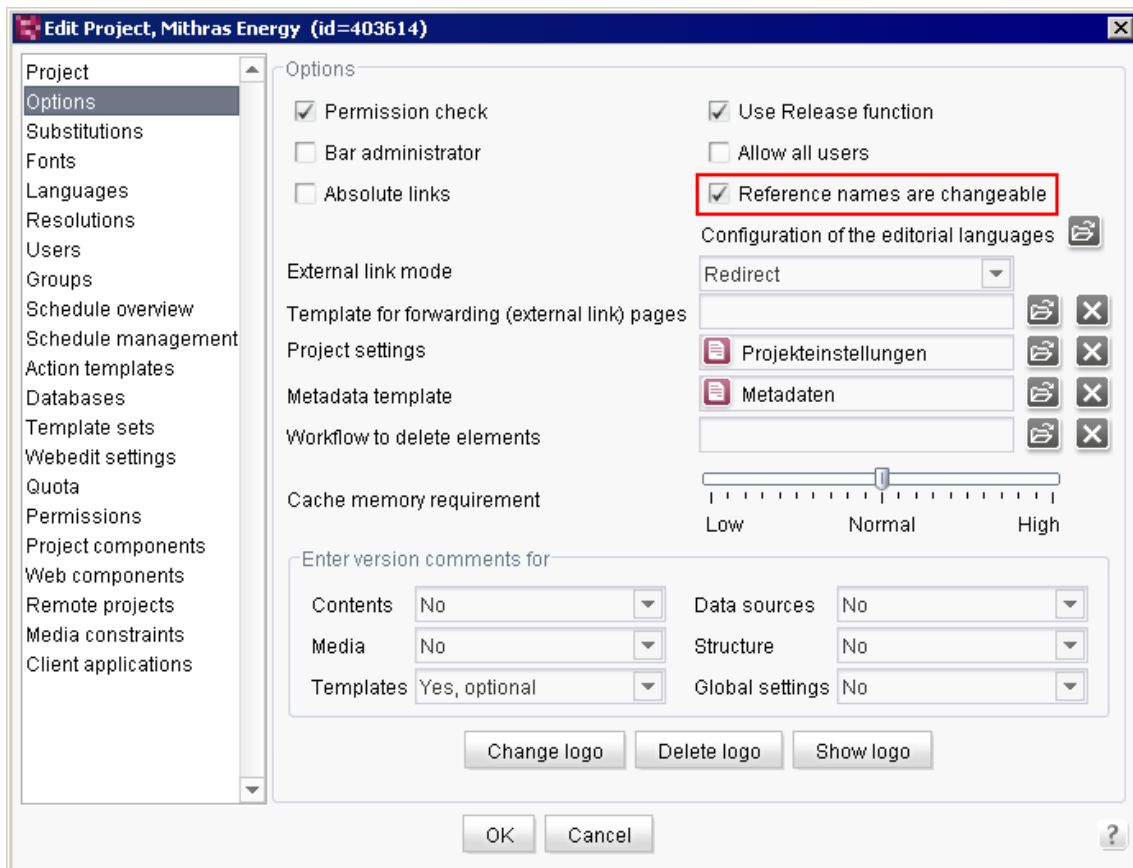 Edit Project, Mithras Energy (id=403614)
Project
Options
Substitutions
Fonts
Languages
Resolutions
Users
Groups
Schedule overview
Schedule management
Action templates
Databases
Template sets
Webedit settings
Quota
Permissions
Project components
Web components
Remote projects
Media constraints
Client applications
Options
Permission check
Use Release function
Bar administrator
Allow all users
Absolute links
Reference names are changeable
Configuration of the editorial languages
External link mode
Redirect
Template for forwarding (external link) pages
Project settings
Projekteinstellungen
Metadata template
Metadaten
Workflow to delete elements
Cache memory requirement
Low Normal High
Enter version comments for
Contents No
Data sources No
Media No
Structure No
Templates Yes, optional
Global settings No
Change logo
Delete logo
Show logo
OK
Cancel
?